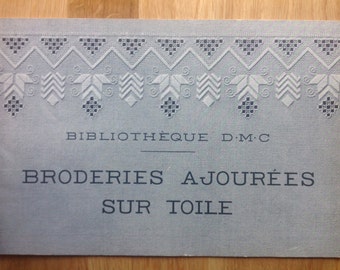 BIBLIOTHÈQUE D·M·C
BRODERIES AJOURÉES
SUR TOILE